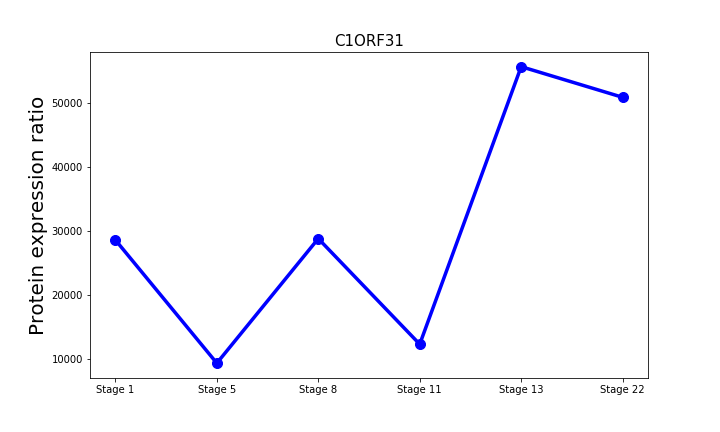 C1ORF31
Protein expression ratio
50000
40000
30000
20000
10000
Stage 1 Stage 5 Stage 8 Stage 11 Stage 13 Stage 22